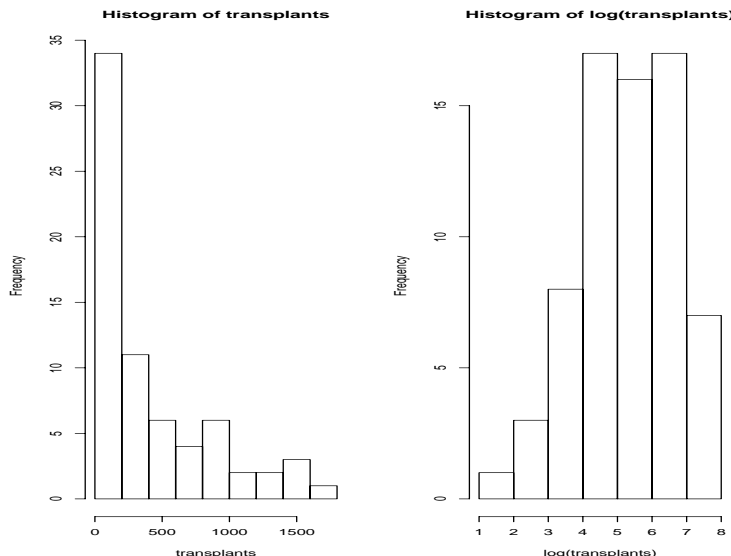 Histogram of transplants
Frequency
0 5 10 15 20 25 30 35
0 500 1000 1500
transplants
Histogram of log(transplants)
Frequency
0 5 10 15
1 2 3 4 5 6 7 8
log(transplants)